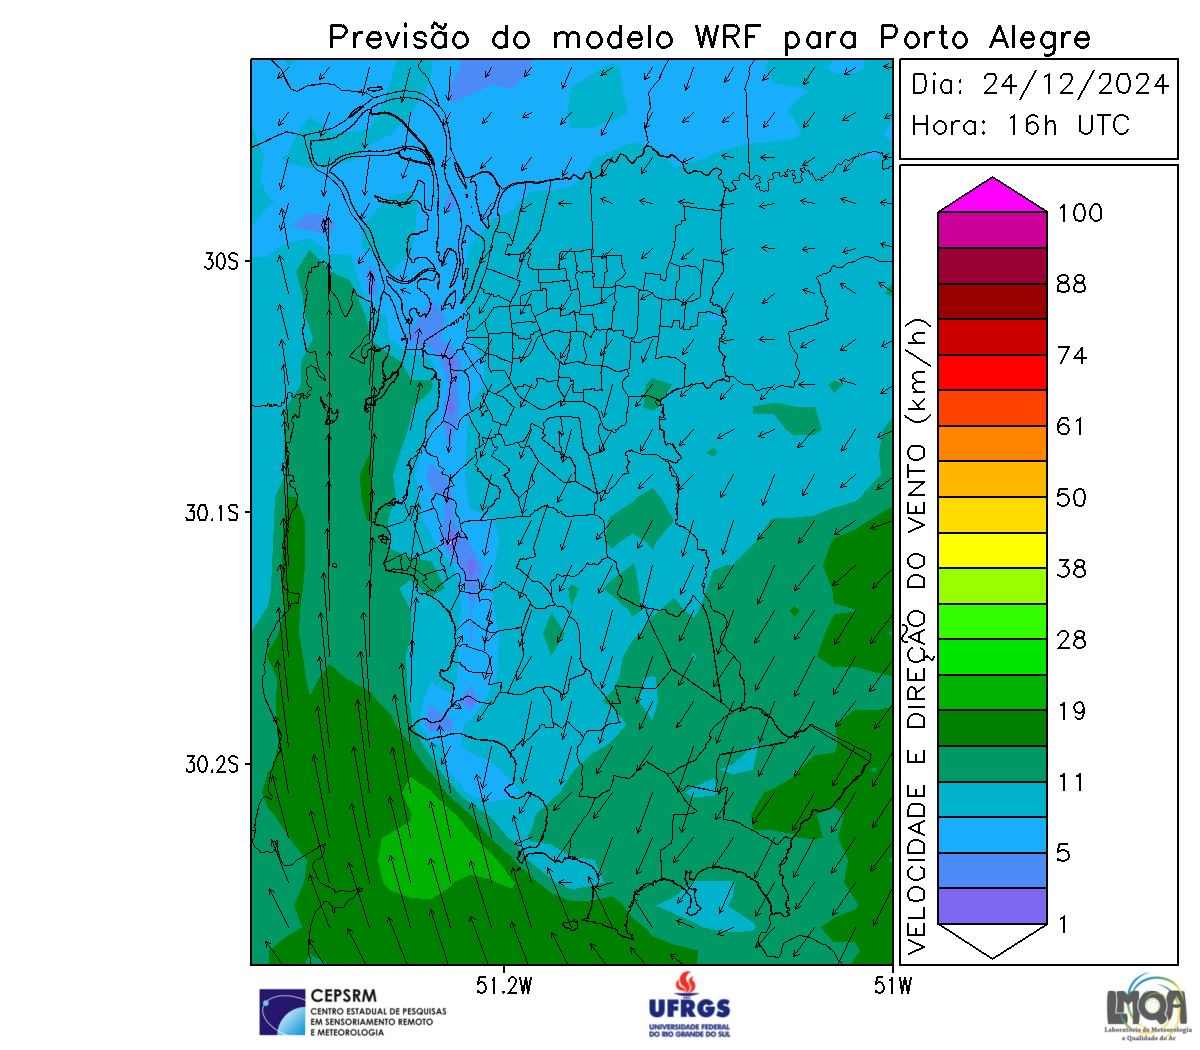 Previsão do modelo WRF para Porto Alegre
Dia: 24/12/2024
Hora: 16h UTC
30S
30.1S
30.2S
51.2W
51W
VELOCIDADE E DIREÇÃO DO VENTO (km/h)
100
88
74
61
50
38
28
19
11
5
1
CEPSRM
CENTRO ESTADUAL DE PESQUISAS
EM SENSORIAMENTO REMOTO
E METEOROLOGIA
UFRGS
UNIVERSIDADE FEDERAL
DO RIO GRANDE DO SUL
LMQA
Laboratório de Meteorologia
e Qualidade do Ar